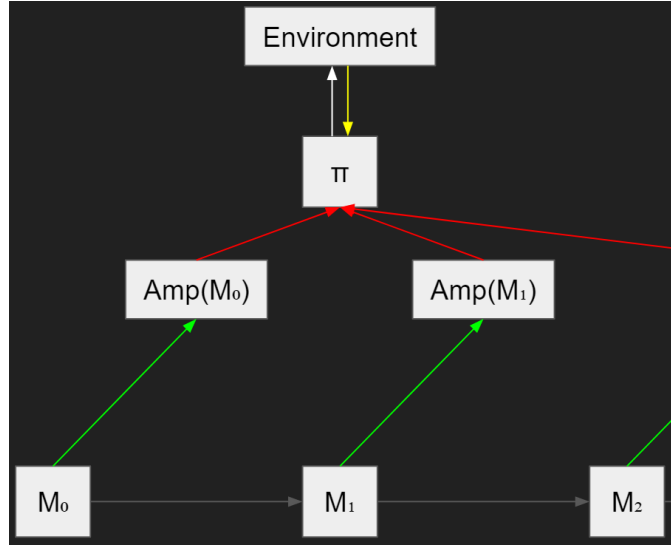 Environment
π
Amp(M₀)
Amp(M₁)
M₀
M₁
M₂